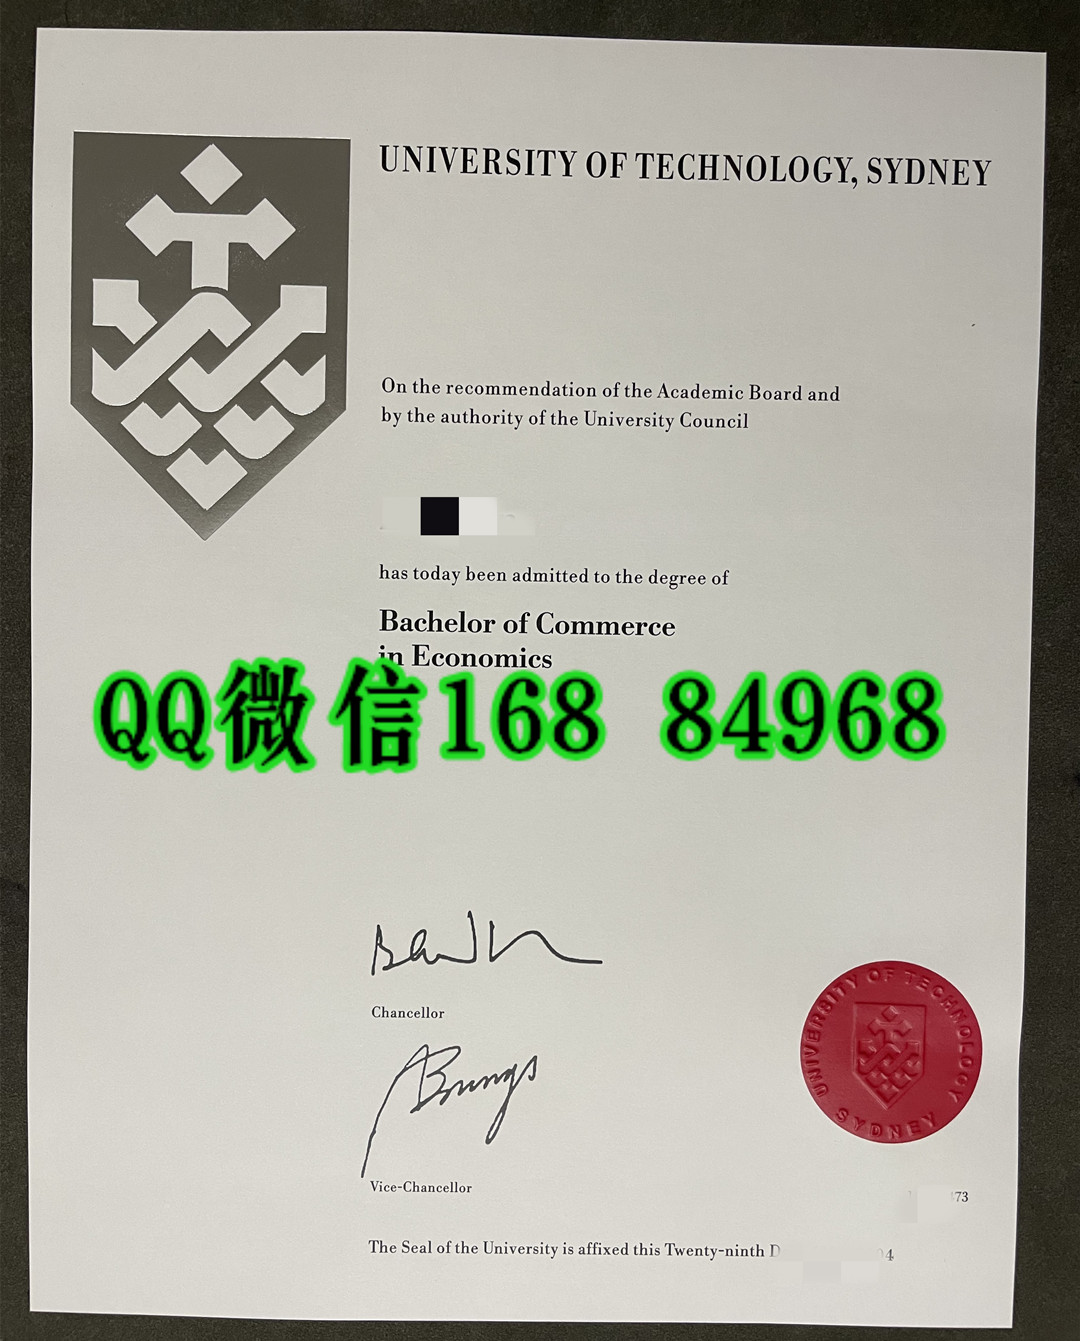 UNIVERSITY OF TECHNOLOGY, SYDNEY
On the recommendation of the Academic Board and
by the authority of the University Council
has today been admitted to the degree of
Bachelor of Commerce
in Economics
QQ微信168 84968
Chancellor
UNIVERSITY OF TECHNOLOGY
SYDNEY
Vice-Chancellor
73
The Seal of the University is affixed this Twenty-ninth D
4